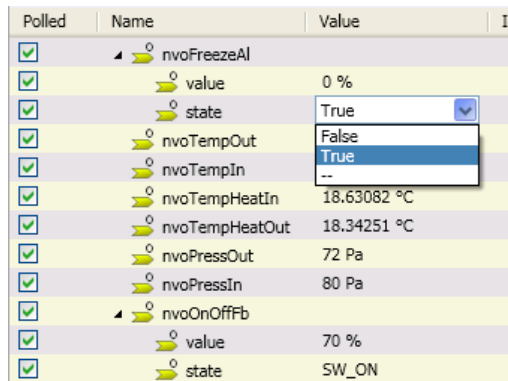 Polled Name Value I
nvoFreezeAl
value 0 %
state True
nvoTempOut False
nvoTempIn True
--
nvoTempHeatIn 18.63082 °C
nvoTempHeatOut 18.34251 °C
nvoPressOut 72 Pa
nvoPressIn 80 Pa
nvoOnOffFb
value 70 %
state SW_ON